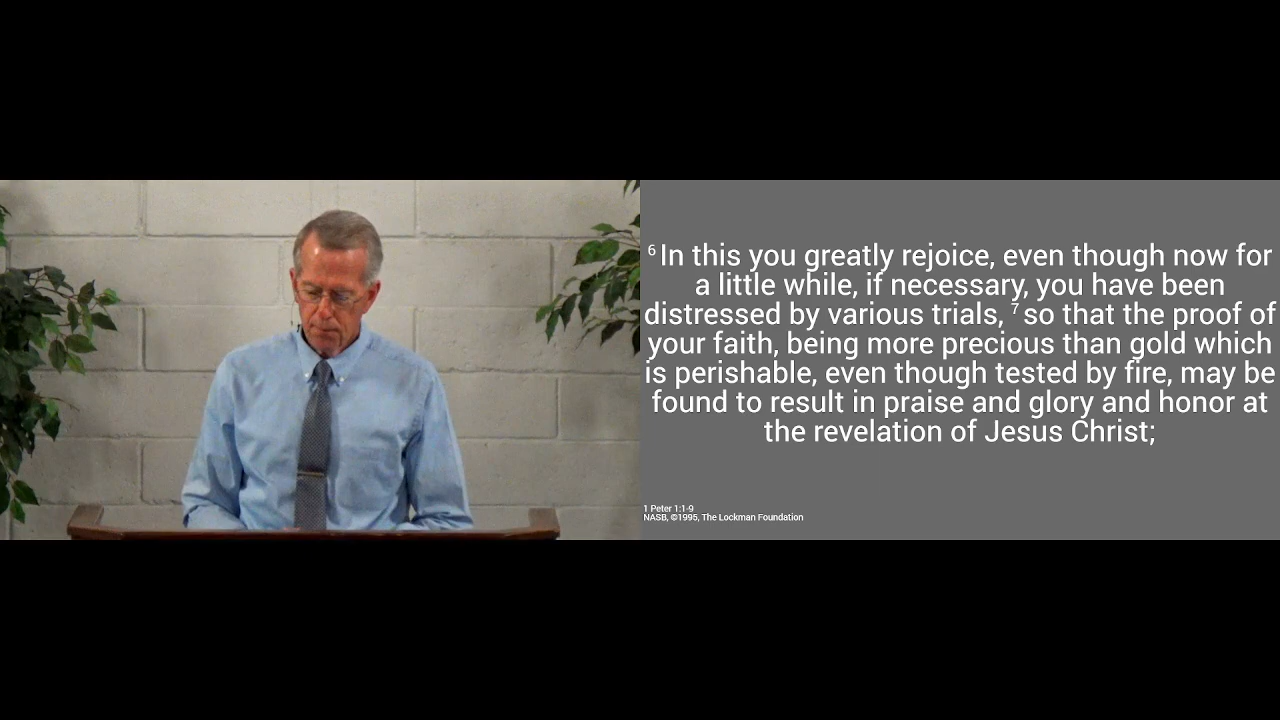 6 In this you greatly rejoice, even though now for
a little while, if necessary, you have been
distressed by various trials, 7 so that the proof of
your faith, being more precious than gold which
is perishable, even though tested by fire, may be
found to result in praise and glory and honor at
the revelation of Jesus Christ;
1 Peter 1:1-9
NASB, ©1995, The Lockman Foundation